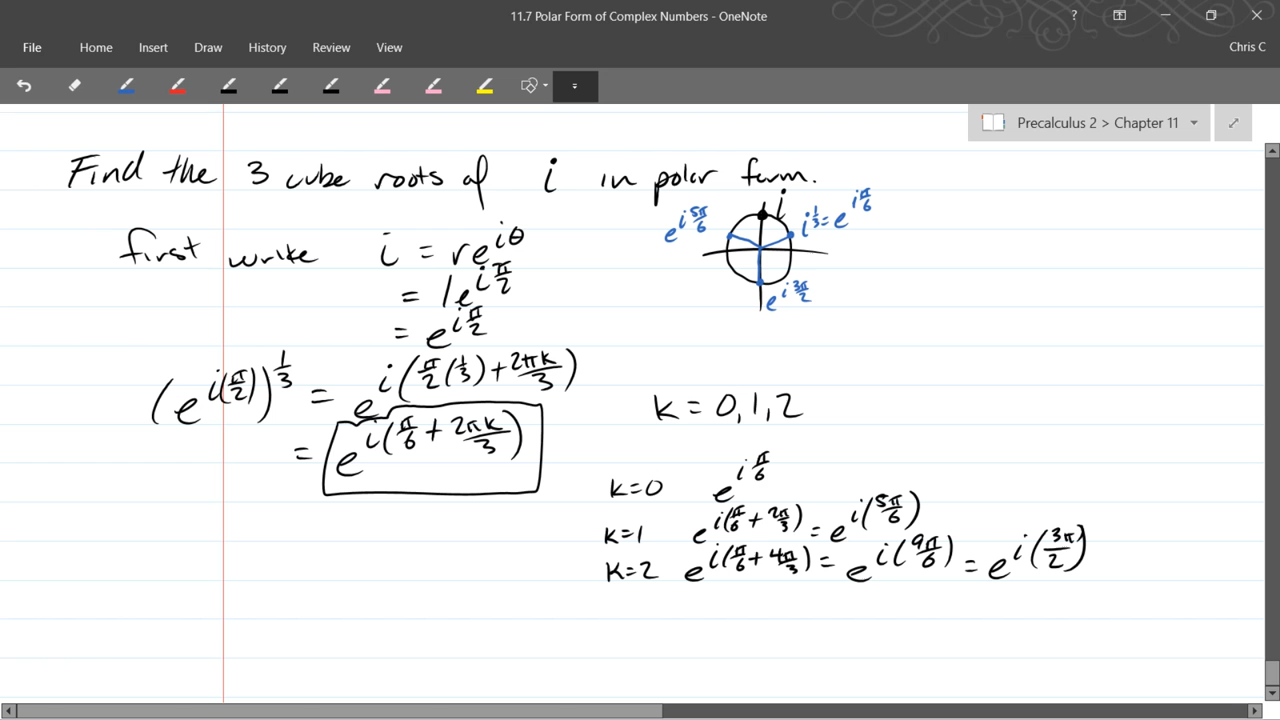 11.7 Polar Form of Complex Numbers - OneNote
?
File Home Insert Draw History Review View
Chris C
Precalculus 2 > Chapter 11
Find the 3 cube roots of i in polar form.
i
e^{i5π/6}
i^{1/3} = e^{iπ/6}
e^{i3π/2}
first write i = re^{iθ}
= 1e^{iπ/2}
= e^{iπ/2}
(e^{i(π/2)})^{1/3} = e^{i(π/2(1/3) + 2πk/3)}
= e^{i(π/6 + 2πk/3)}
k = 0, 1, 2
k=0 e^{iπ/6}
k=1 e^{i(π/6 + 2π/3)} = e^{i(5π/6)}
k=2 e^{i(π/6 + 4π/3)} = e^{i(9π/6)} = e^{i(3π/2)}